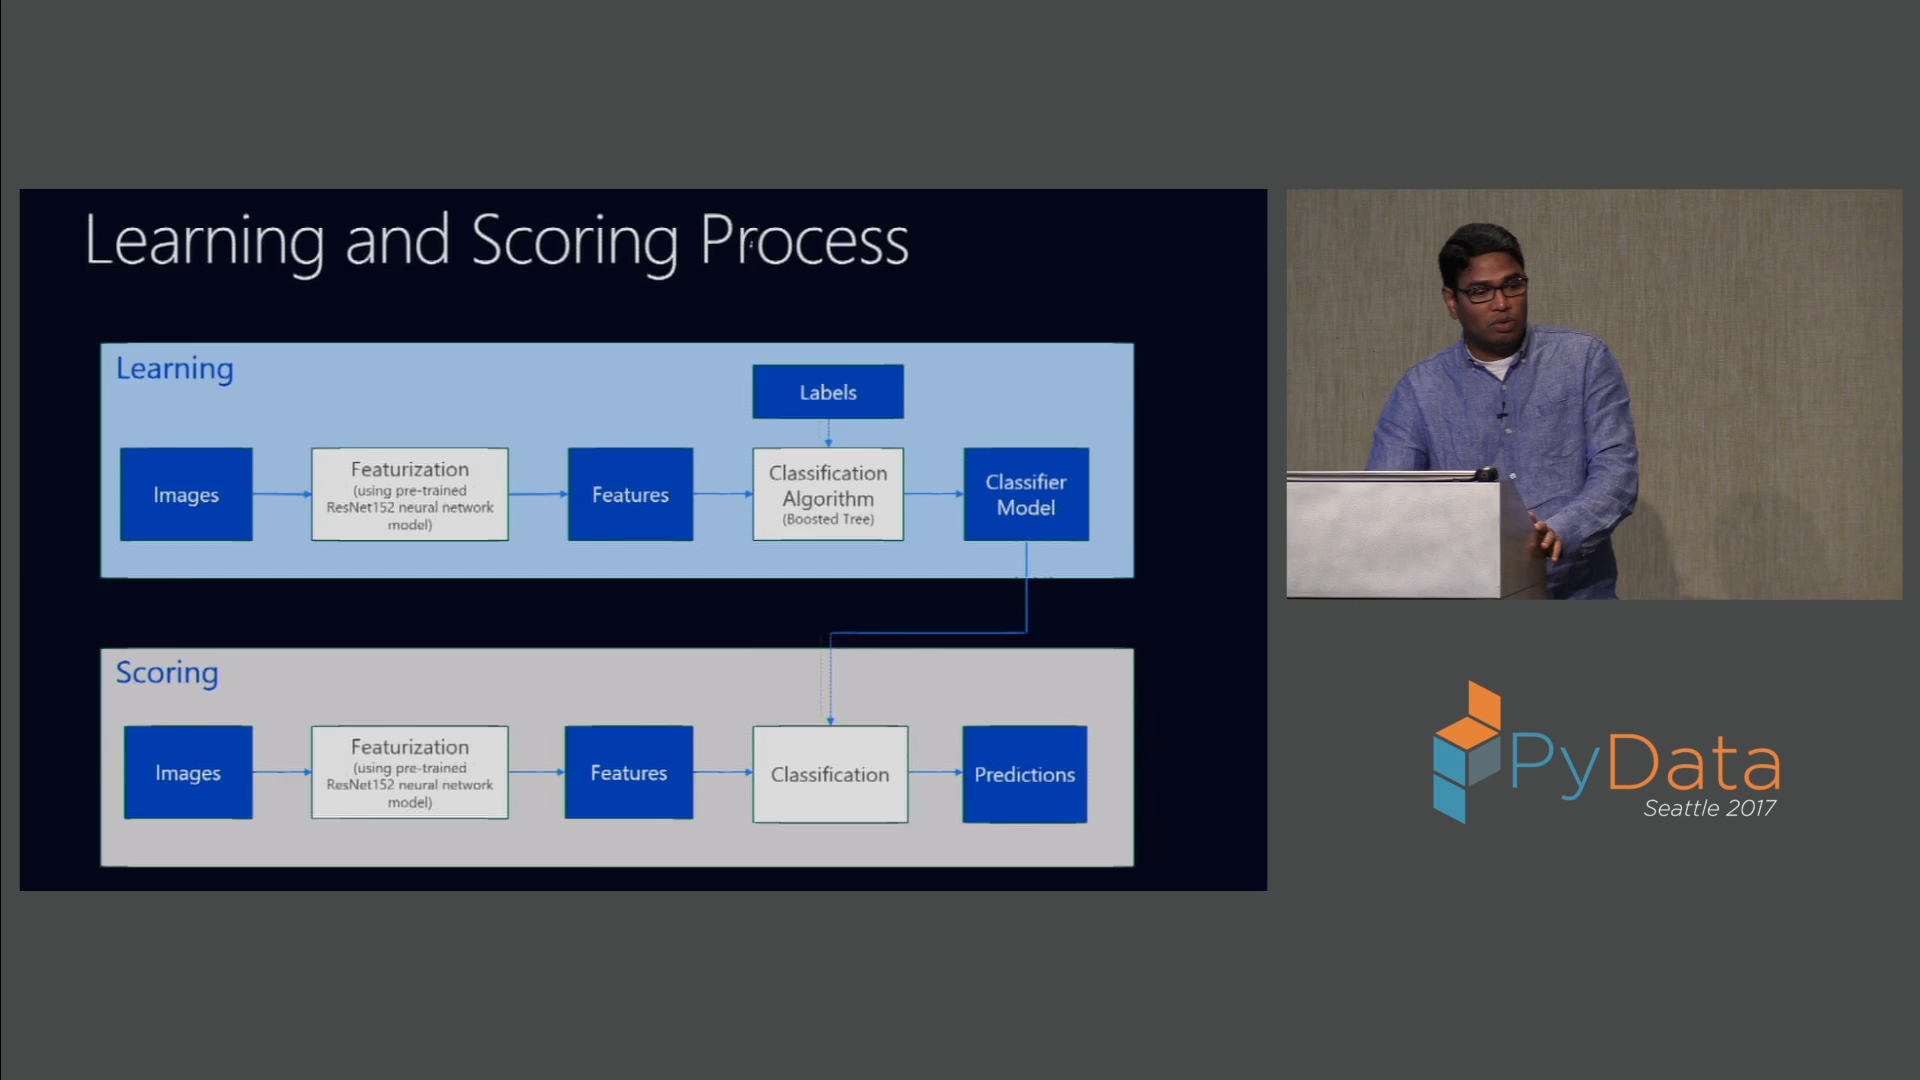 Learning and Scoring Process
Learning
Labels
Images
Featurization
(using pre-trained
ResNet152 neural network
model)
Features
Classification
Algorithm
(Boosted Tree)
Classifier
Model
Scoring
Images
Featurization
(using pre-trained
ResNet152 neural network
model)
Features
Classification
Predictions
PyData
Seattle 2017